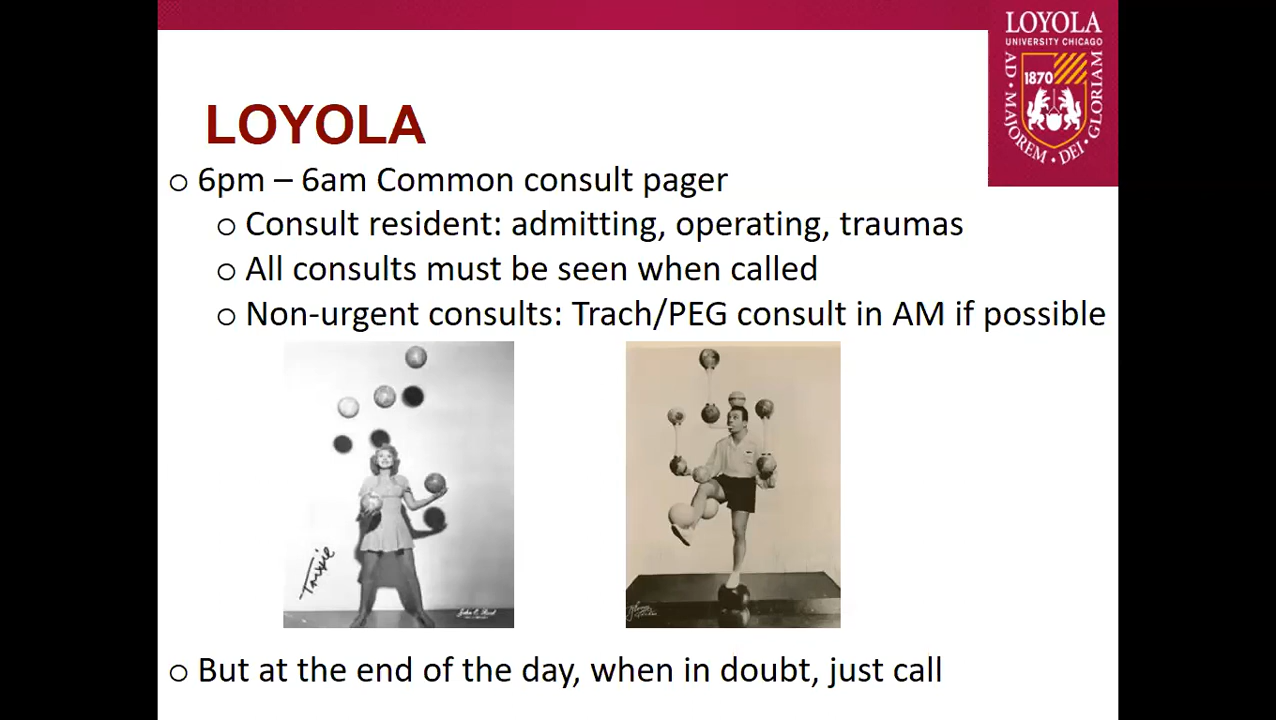 LOYOLA
UNIVERSITY CHICAGO
AD • MAJOREM • DEI • GLORIAM
1870
LOYOLA
6pm – 6am Common consult pager
Consult resident: admitting, operating, traumas
All consults must be seen when called
Non-urgent consults: Trach/PEG consult in AM if possible
Trixie
But at the end of the day, when in doubt, just call